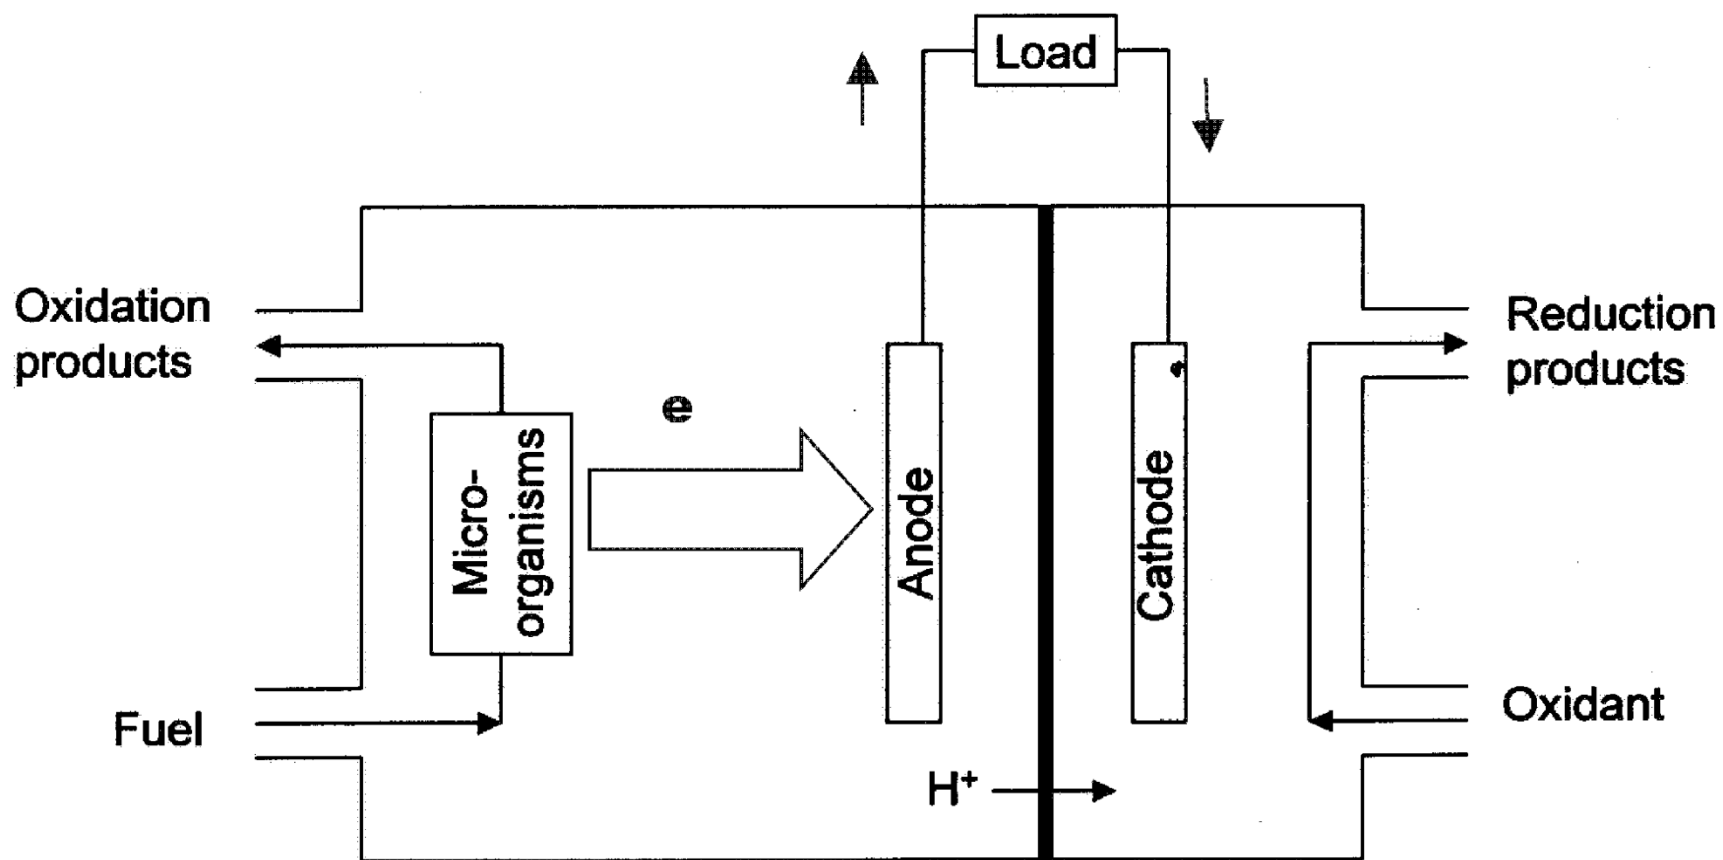 Load
Oxidation
products
Reduction
products
e
Micro-
organisms
Anode
Cathode
Fuel
Oxidant
H⁺